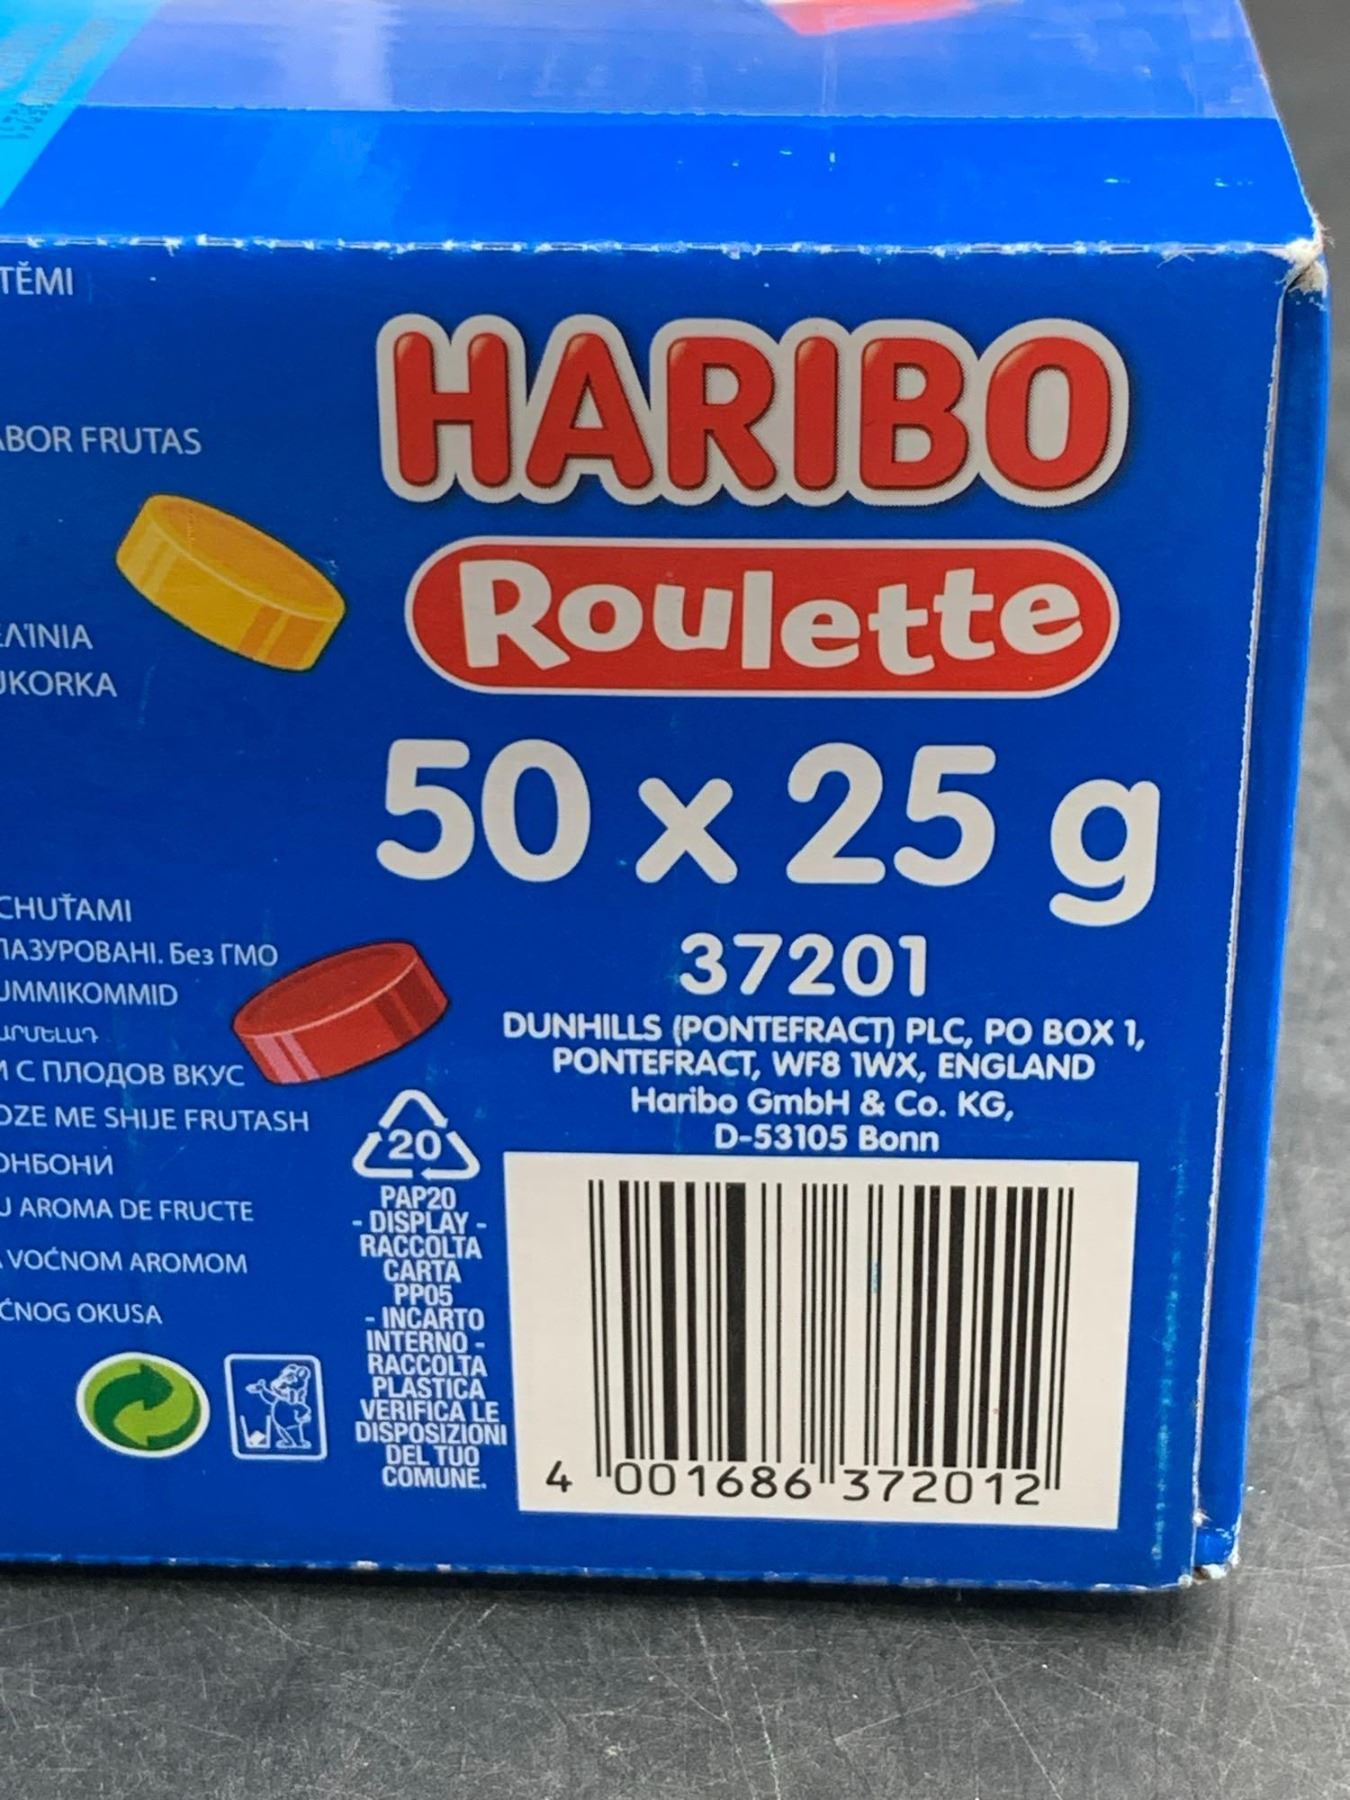 TĚMI
ABOR FRUTAS
UKORKA
CHUŤAMI
ЛАЗУРОВАНІ. Без ГМО
UMMIKOMMID
И С ПЛОДОВ ВКУС
OZE ME SHIJE FRUTASH
ОНБОНИ
U AROMA DE FRUCTE
A VOĆNOM AROMOM
ĆNOG OKUSA
HARIBO
Roulette
50 x 25 g
37201
DUNHILLS (PONTEFRACT) PLC, PO BOX 1,
PONTEFRACT, WF8 1WX, ENGLAND
Haribo GmbH & Co. KG,
D-53105 Bonn
20
PAP20
- DISPLAY -
RACCOLTA
CARTA
PP05
- INCARTO
INTERNO -
RACCOLTA
PLASTICA
VERIFICA LE
DISPOSIZIONI
DEL TUO
COMUNE.
4 001686 372012